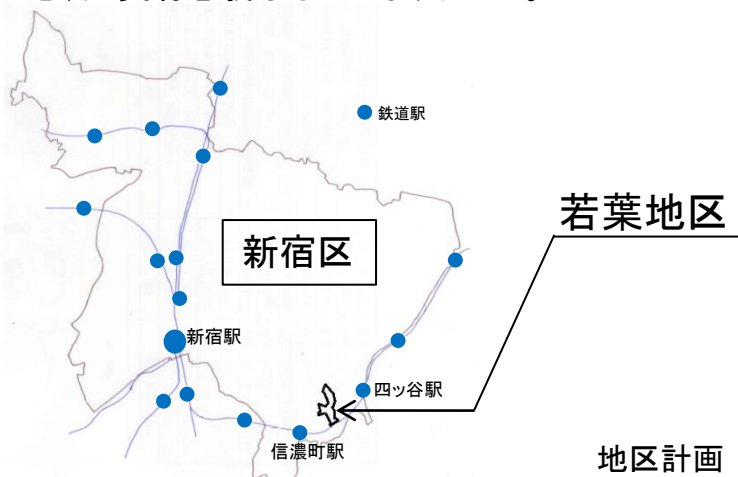 鉄道駅
若葉地区
新宿区
新宿駅
四ッ谷駅
信濃町駅
地区計画